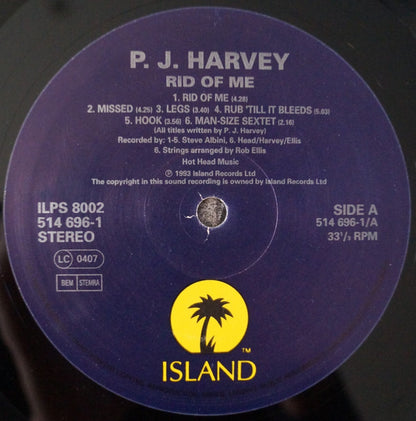 P. J. HARVEY
RID OF ME
1. RID OF ME (4.28)
2. MISSED (4.25) 3. LEGS (3.40) 4. RUB 'TILL IT BLEEDS (5.03)
5. HOOK (3.56) 6. MAN-SIZE SEXTET (2.16)
(All titles written by P. J. Harvey)
Recorded by: 1-5. Steve Albini, 6. Head/Harvey/Ellis
6. Strings arranged by Rob Ellis
Hot Head Music
℗ 1993 Island Records Ltd
The copyright in this sound recording is owned by Island Records Ltd
ILPS 8002
514 696-1
STEREO
SIDE A
514 696-1/A
33⅓ RPM
LC 0407
BIEM STEMRA
TM
ISLAND